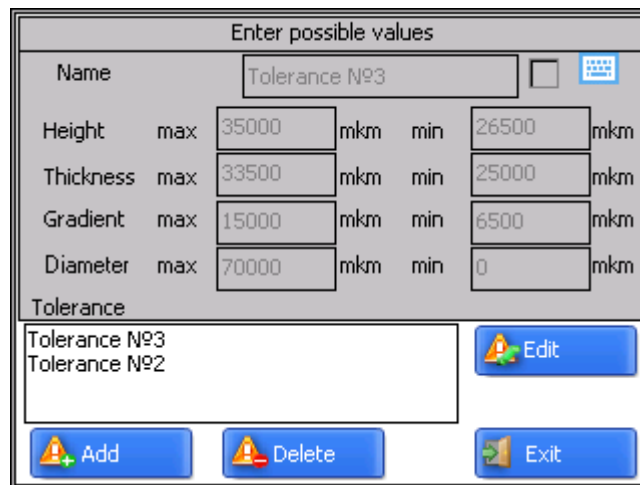 Enter possible values
Name Tolerance №3
Height max 35000 mkm min 26500 mkm
Thickness max 33500 mkm min 25000 mkm
Gradient max 15000 mkm min 6500 mkm
Diameter max 70000 mkm min 0 mkm
Tolerance
Tolerance №3
Tolerance №2
Edit
Add Delete Exit